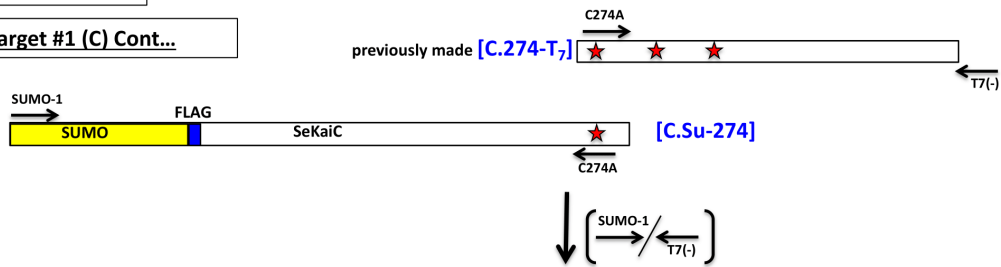 arget #1 (C) Cont...
C274A
previously made [C.274-T7]
T7(-)
SUMO-1
FLAG
SUMO
SeKaiC
[C.Su-274]
C274A
SUMO-1
T7(-)